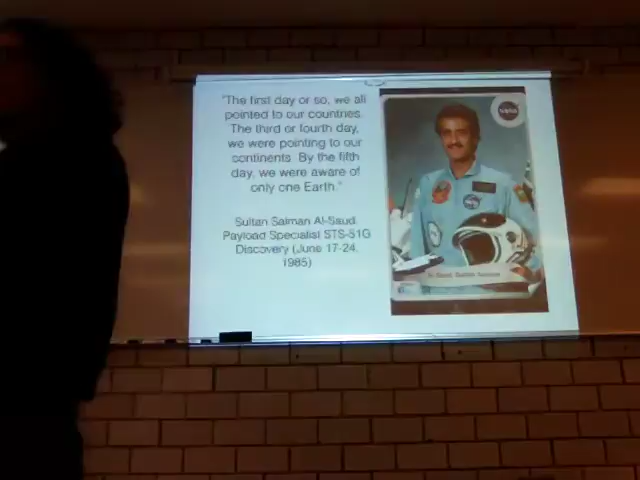 "The first day or so, we all
pointed to our countries.
The third or fourth day,
we were pointing to our
continents. By the fifth
day, we were aware of
only one Earth."
Sultan Salman Al-Saud,
Payload Specialist STS-51G
Discovery (June 17-24,
1985)
NASA